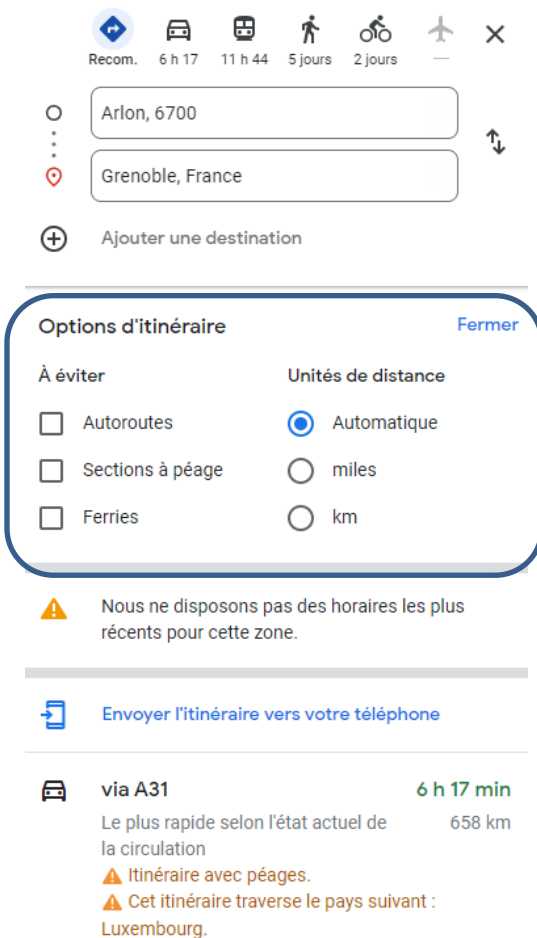 Recom. 6 h 17 11 h 44 5 jours 2 jours —
Arlon, 6700
Grenoble, France
Ajouter une destination
Options d'itinéraire Fermer
À éviter Unités de distance
Autoroutes Automatique
Sections à péage miles
Ferries km
Nous ne disposons pas des horaires les plus
récents pour cette zone.
Envoyer l'itinéraire vers votre téléphone
via A31 6 h 17 min
Le plus rapide selon l'état actuel de 658 km
la circulation
Itinéraire avec péages.
Cet itinéraire traverse le pays suivant :
Luxembourg.